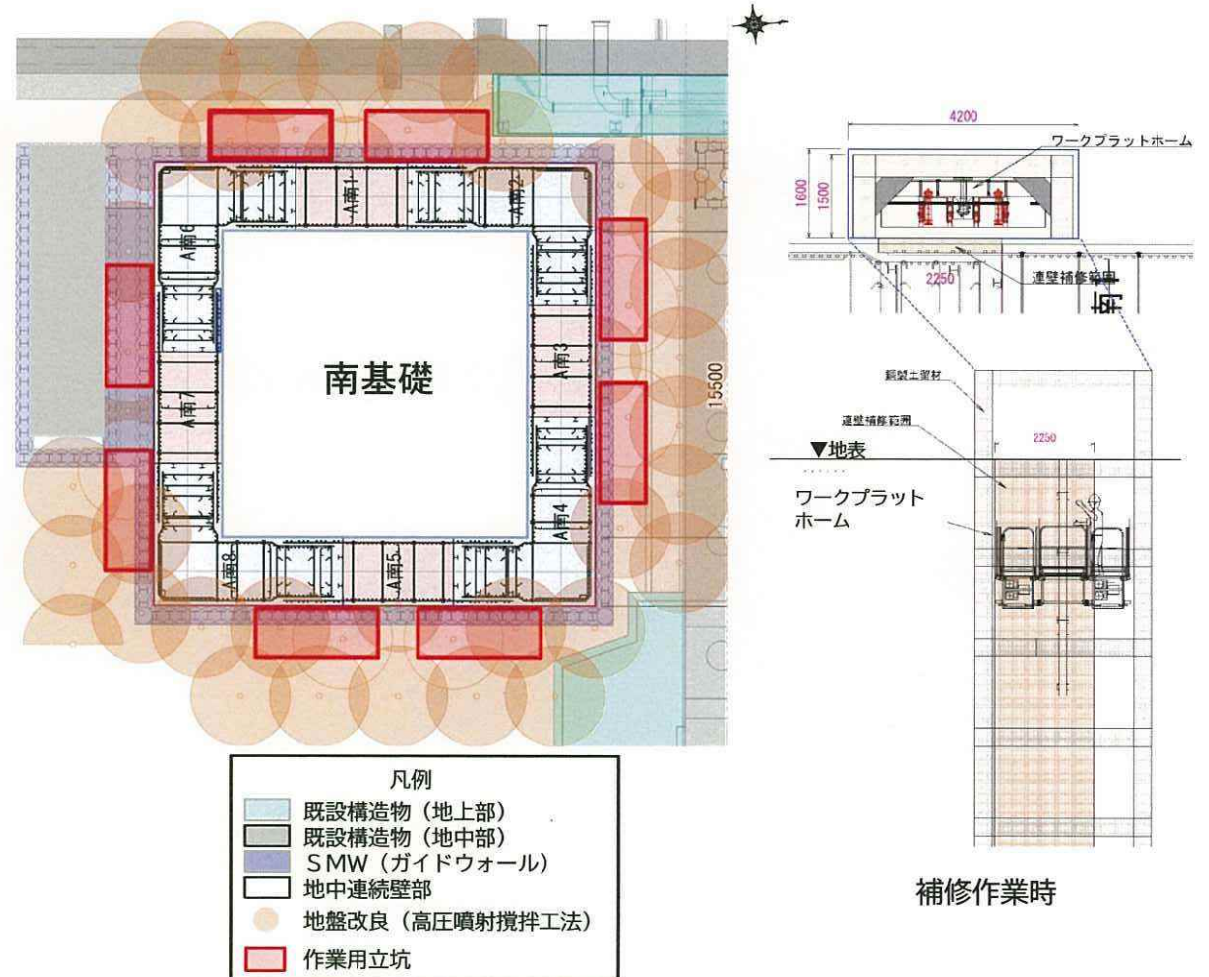 A南1
A南2
A南6
A南3
南基礎
A南7
A南4
A南8
A南5
15500
凡例
既設構造物（地上部）
既設構造物（地中部）
SMW（ガイドウォール）
地中連続壁部
地盤改良（高圧噴射撹拌工法）
作業用立坑
4200
ワークプラットホーム
1600
1500
2250
連壁補修範囲
南1
鋼製土留材
連壁補修範囲
2250
▼地表
ワークプラット
ホーム
補修作業時